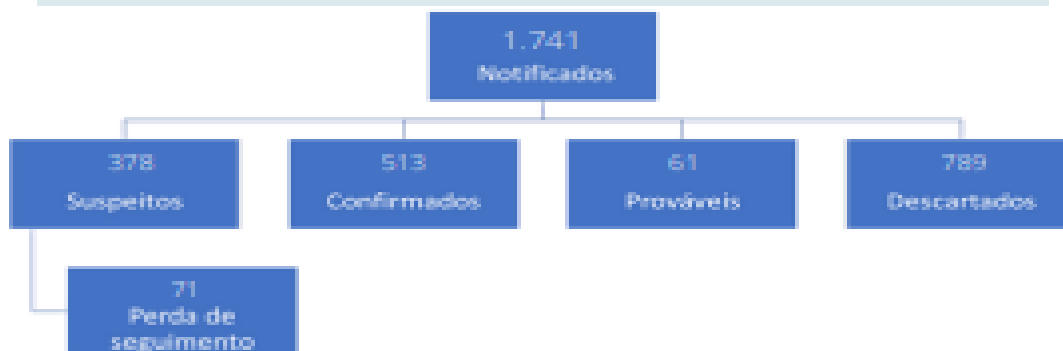 1.741
Notificados
378
Suspeitos
513
Confirmados
61
Prováveis
789
Descartados
71
Perda de
seguimento